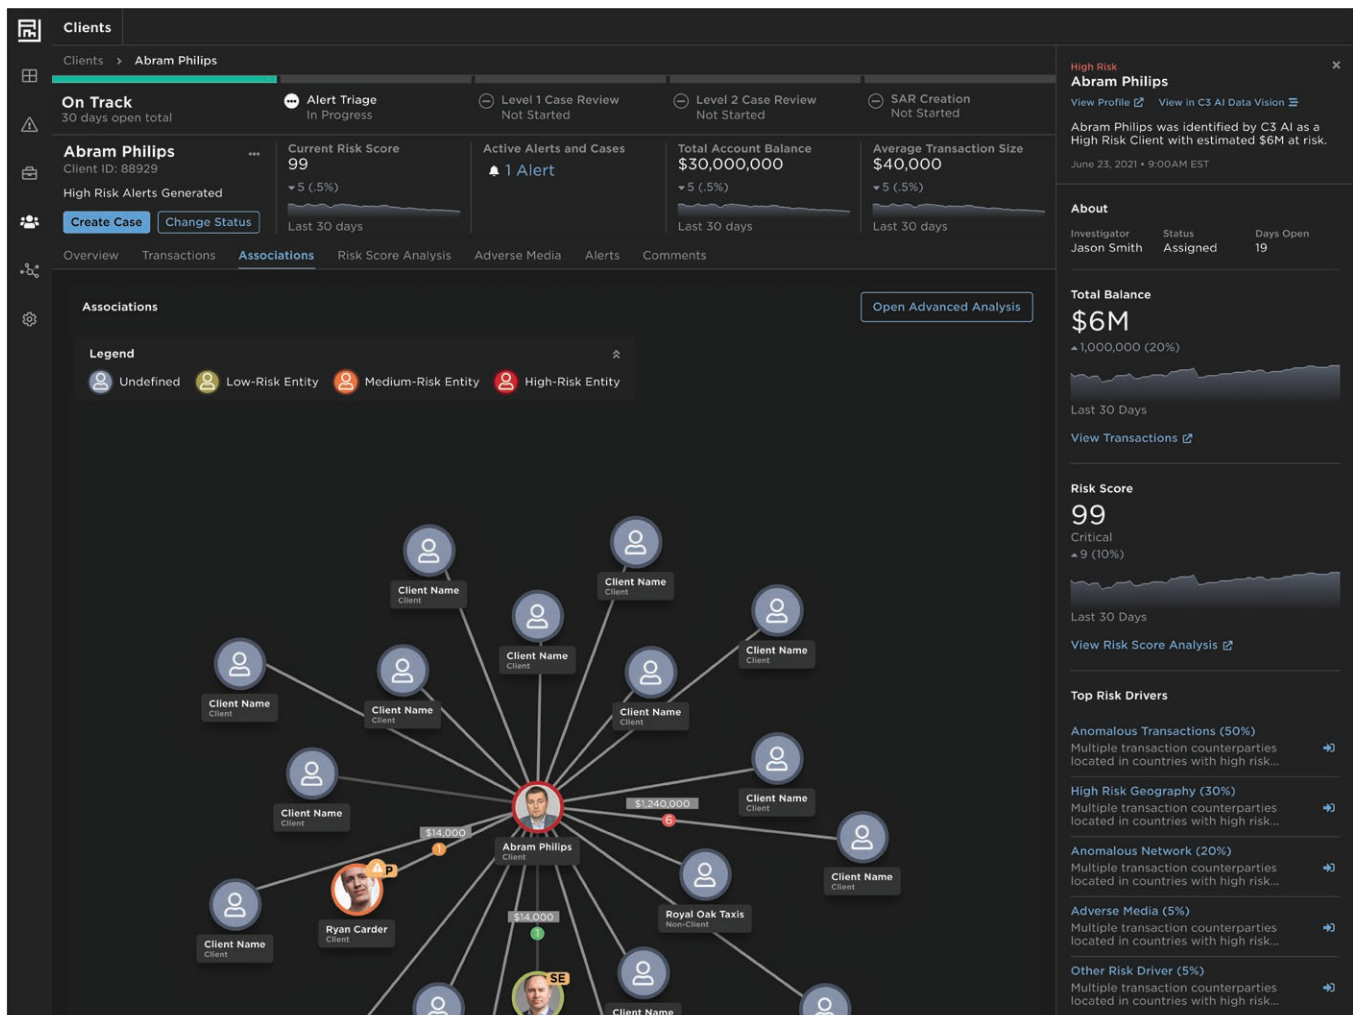 Clients
Clients > Abram Philips
On Track
30 days open total
Alert Triage
In Progress
Level 1 Case Review
Not Started
Level 2 Case Review
Not Started
SAR Creation
Not Started
Abram Philips
Client ID: 88929
High Risk Alerts Generated
Create Case
Change Status
Current Risk Score
99
5 (.5%)
Last 30 days
Active Alerts and Cases
1 Alert
Total Account Balance
$30,000,000
5 (.5%)
Last 30 days
Average Transaction Size
$40,000
5 (.5%)
Last 30 days
Overview Transactions Associations Risk Score Analysis Adverse Media Alerts Comments
Associations
Open Advanced Analysis
Legend
Undefined Low-Risk Entity Medium-Risk Entity High-Risk Entity
Client Name
Client
Client Name
Client
Client Name
Client
Client Name
Client
Client Name
Client
Client Name
Client
Client Name
Client
Client Name
Client
Client Name
Client
$1,240,000
6
$14,000
1
Abram Philips
Client
Client Name
Client
P
Ryan Carder
Client
Royal Oak Taxis
Non-Client
$14,000
1
Client Name
Client
SE
Client Name
High Risk
Abram Philips
View Profile View in C3 AI Data Vision
Abram Philips was identified by C3 AI as a
High Risk Client with estimated $6M at risk.
June 23, 2021 • 9:00AM EST
About
Investigator Status Days Open
Jason Smith Assigned 19
Total Balance
$6M
1,000,000 (20%)
Last 30 Days
View Transactions
Risk Score
99
Critical
9 (10%)
Last 30 Days
View Risk Score Analysis
Top Risk Drivers
Anomalous Transactions (50%)
Multiple transaction counterparties
located in countries with high risk...
High Risk Geography (30%)
Multiple transaction counterparties
located in countries with high risk...
Anomalous Network (20%)
Multiple transaction counterparties
located in countries with high risk...
Adverse Media (5%)
Multiple transaction counterparties
located in countries with high risk...
Other Risk Driver (5%)
Multiple transaction counterparties
located in countries with high risk...